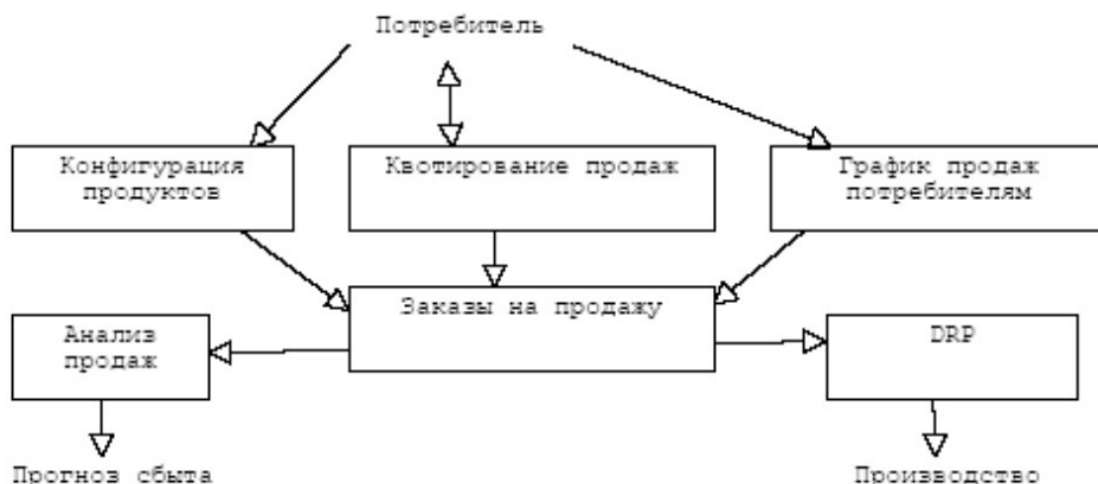 Потребитель
Конфигурация
продуктов
Квотирование продаж
График продаж
потребителям
Заказы на продажу
Анализ
продаж
DRP
Прогноз сбыта
Производство